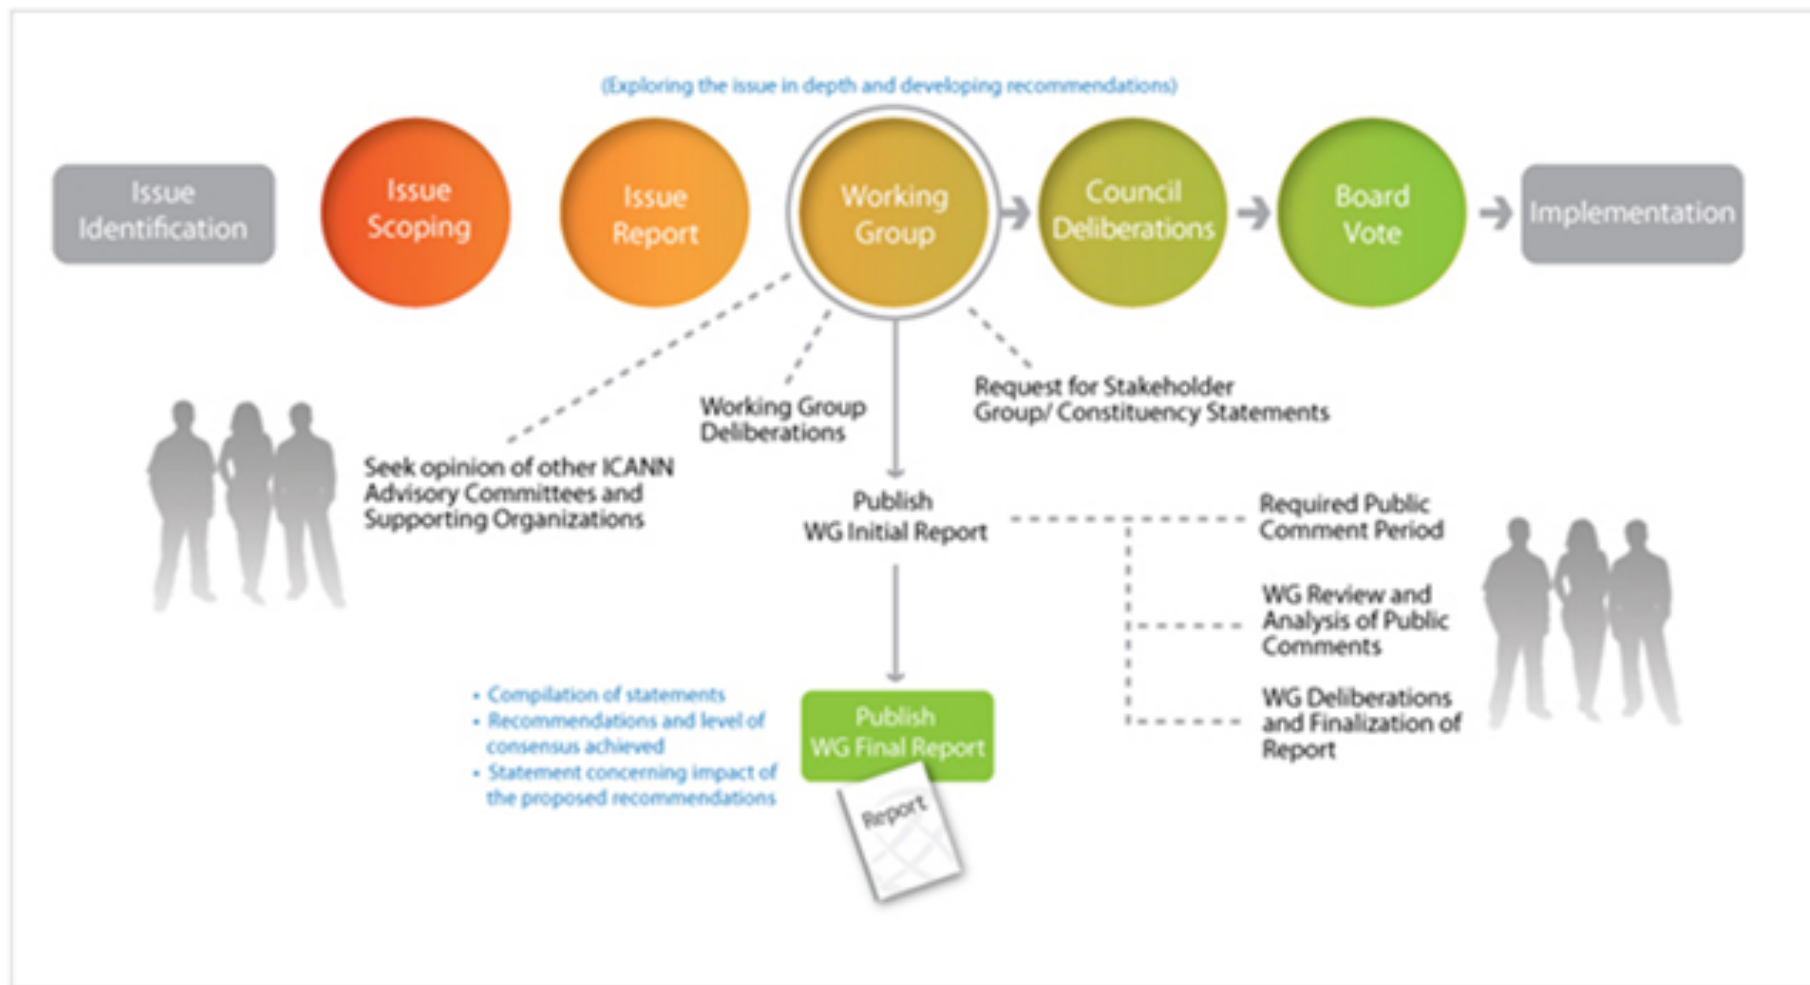 (Exploring the issue in depth and developing recommendations)
Issue
Identification
Issue
Scoping
Issue
Report
Working
Group
Council
Deliberations
Board
Vote
Implementation
Seek opinion of other ICANN
Advisory Committees and
Supporting Organizations
Working Group
Deliberations
Request for Stakeholder
Group/ Constituency Statements
Publish
WG Initial Report
Required Public
Comment Period
WG Review and
Analysis of Public
Comments
WG Deliberations
and Finalization of
Report
• Compilation of statements
• Recommendations and level of
consensus achieved
• Statement concerning impact of
the proposed recommendations
Publish
WG Final Report
Report